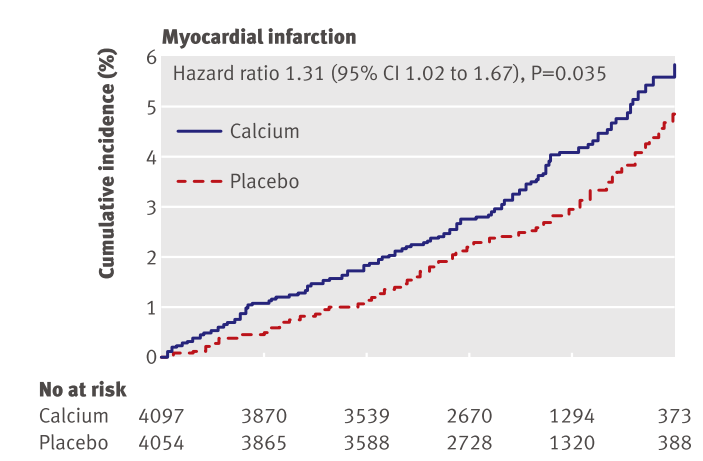 Myocardial infarction
Cumulative incidence (%)
6
Hazard ratio 1.31 (95% CI 1.02 to 1.67), P=0.035
5
Calcium
4
Placebo
3
2
1
0
No at risk
Calcium 4097 3870 3539 2670 1294 373
Placebo 4054 3865 3588 2728 1320 388